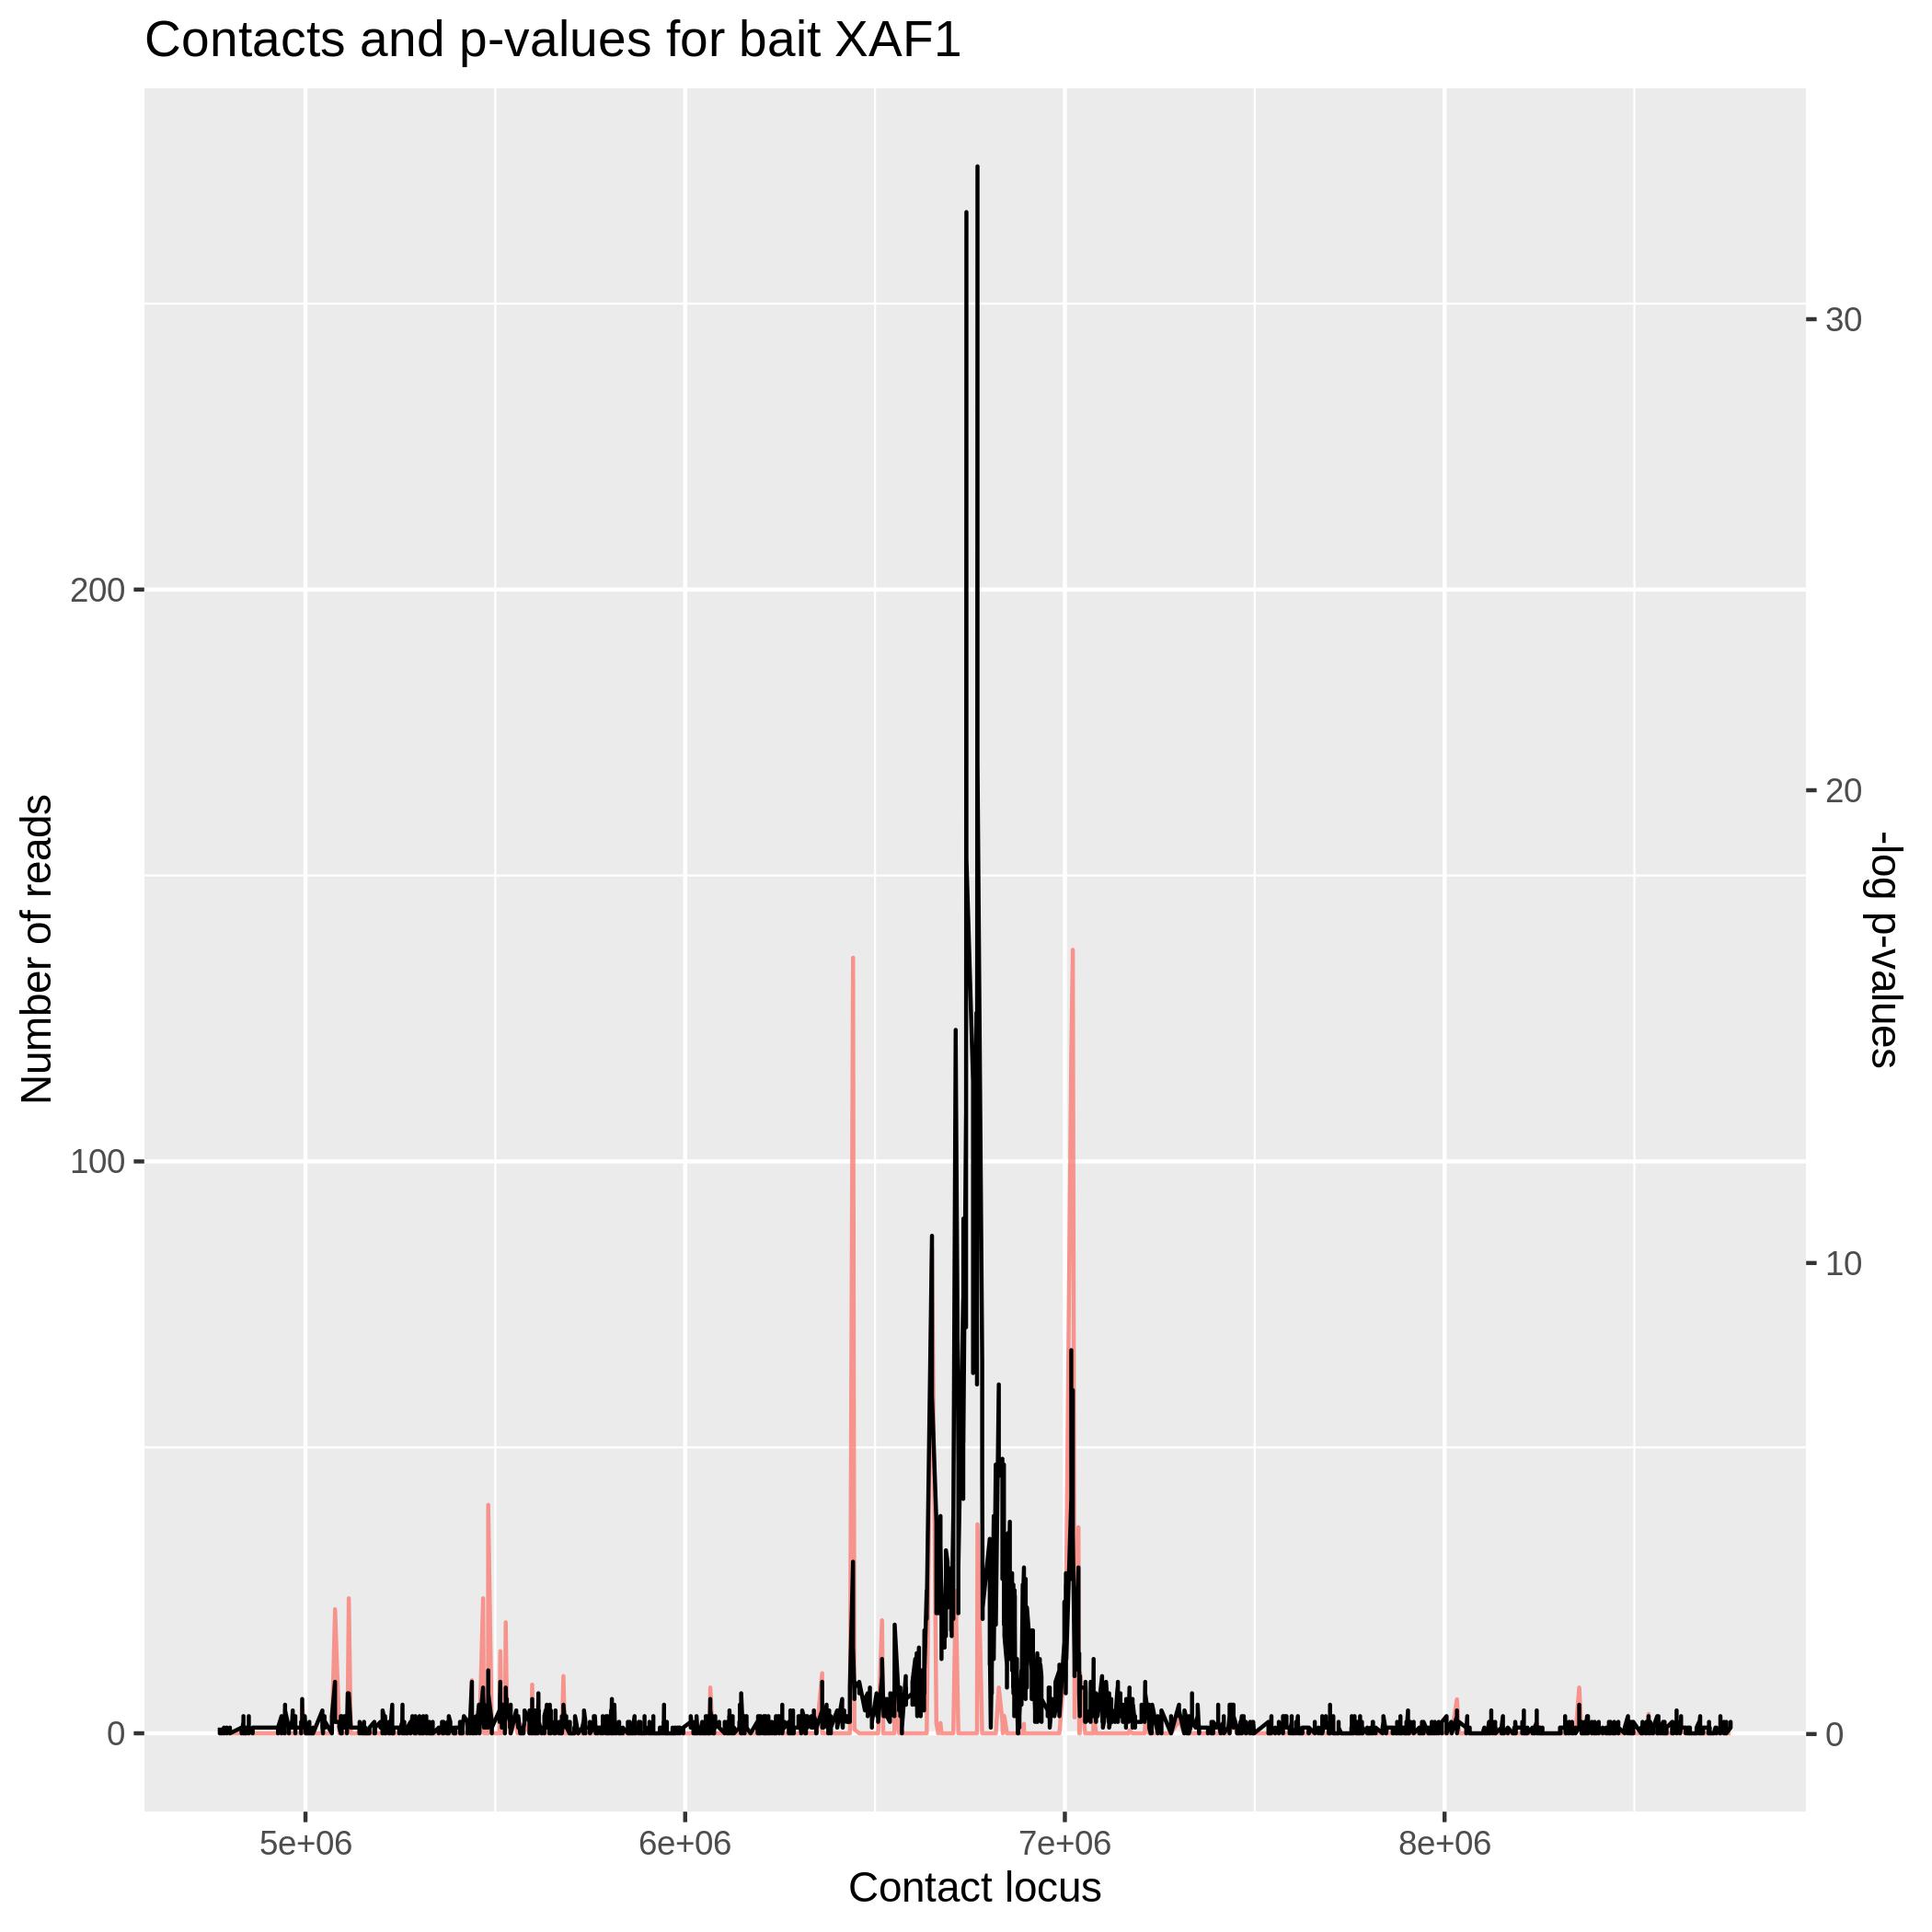 Contacts and p-values for bait XAF1
Number of reads
200
100
0
30
20
10
0
-log p-values
5e+06
6e+06
7e+06
8e+06
Contact locus